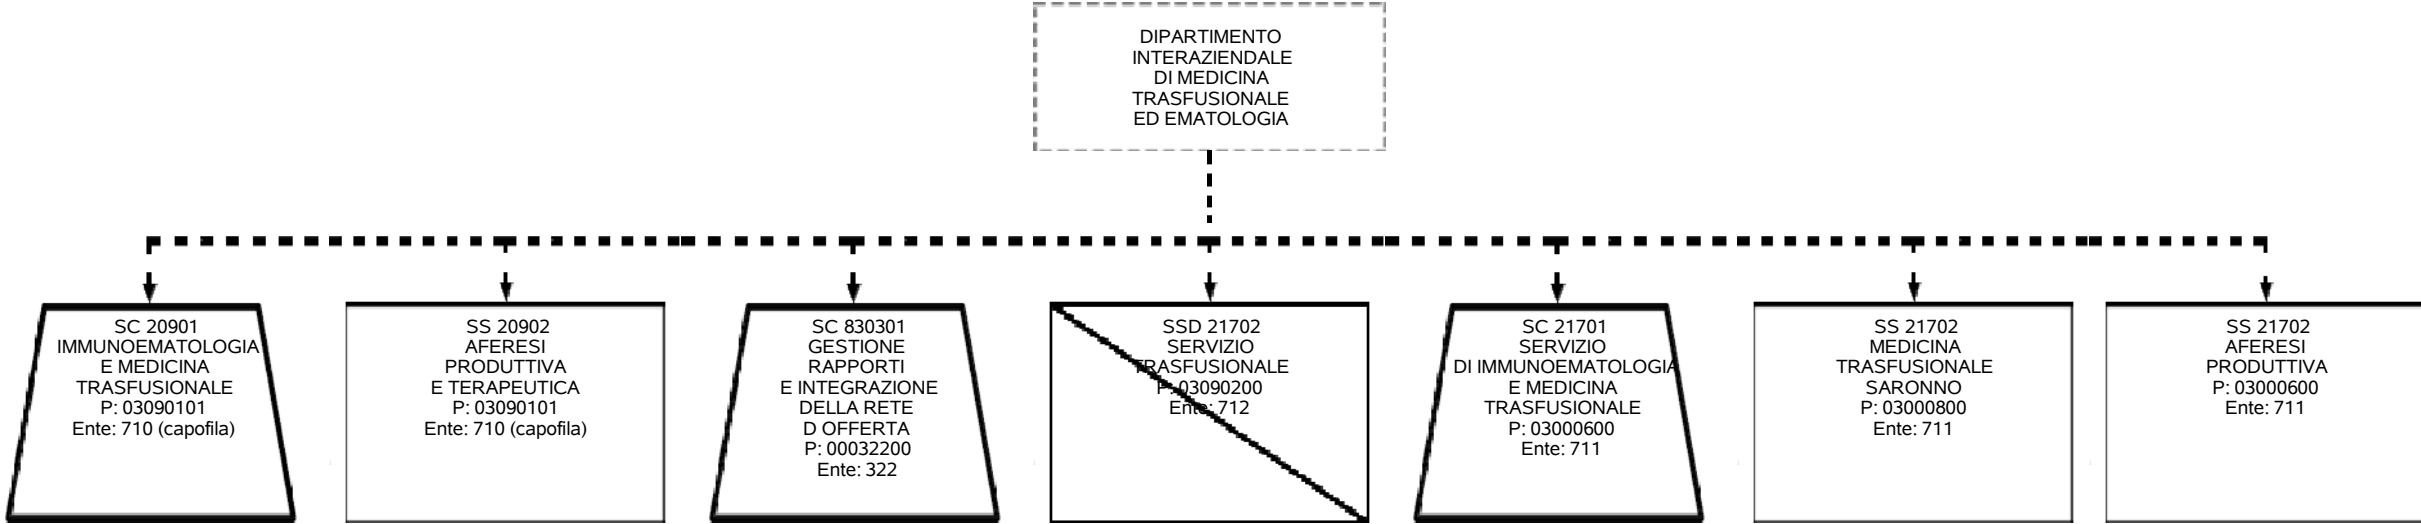 DIPARTIMENTO
INTERAZIENDALE
DI MEDICINA
TRASFUSIONALE
ED EMATOLOGIA
SC 20901
IMMUNOEMATOLOGIA
E MEDICINA
TRASFUSIONALE
P: 03090101
Ente: 710 (capofila)
SS 20902
AFERESI
PRODUTTIVA
E TERAPEUTICA
P: 03090101
Ente: 710 (capofila)
SC 830301
GESTIONE
RAPPORTI
E INTEGRAZIONE
DELLA RETE
D OFFERTA
P: 00032200
Ente: 322
SSD 21702
SERVIZIO
TRASFUSIONALE
P: 03090200
Ente: 712
SC 21701
SERVIZIO
DI IMMUNOEMATOLOGIA
E MEDICINA
TRASFUSIONALE
P: 03000600
Ente: 711
SS 21702
MEDICINA
TRASFUSIONALE
SARONNO
P: 03000800
Ente: 711
SS 21702
AFERESI
PRODUTTIVA
P: 03000600
Ente: 711